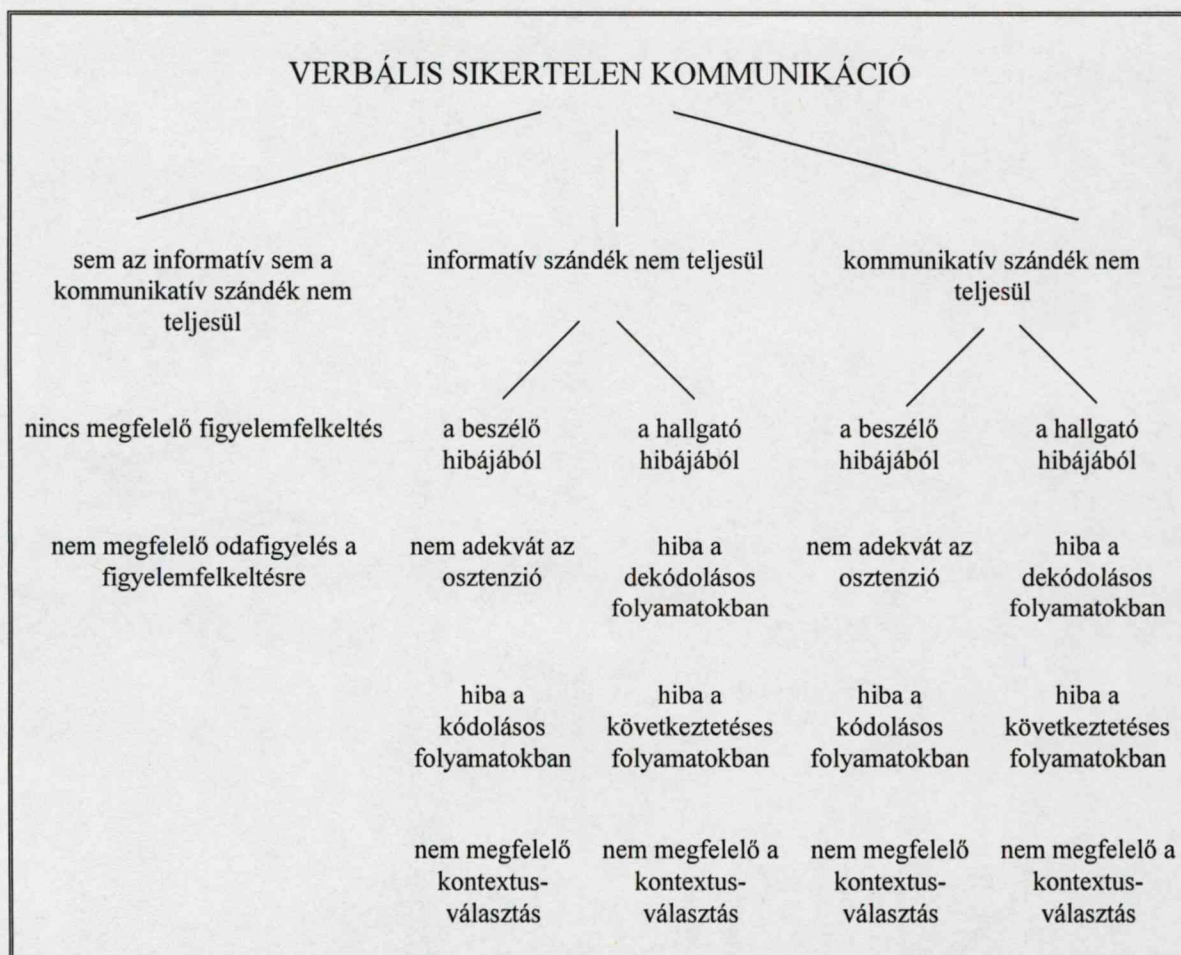 VERBÁLIS SIKERTELEN KOMMUNIKÁCIÓ
sem az informatív sem a
kommunikatív szándék nem
teljesül
informatív szándék nem teljesül
kommunikatív szándék nem
teljesül
nincs megfelelő figyelemfelkeltés
a beszélő
hibájából
a hallgató
hibájából
a beszélő
hibájából
a hallgató
hibájából
nem megfelelő odafigyelés a
figyelemfelkeltésre
nem adekvát az
osztenzió
hiba a
dekódolásos
folyamatokban
nem adekvát az
osztenzió
hiba a
dekódolásos
folyamatokban
hiba a
kódolásos
folyamatokban
hiba a
következtetéses
folyamatokban
hiba a
kódolásos
folyamatokban
hiba a
következtetéses
folyamatokban
nem megfelelő
kontextus-
választás
nem megfelelő a
kontextus-
választás
nem megfelelő
kontextus-
választás
nem megfelelő a
kontextus-
választás